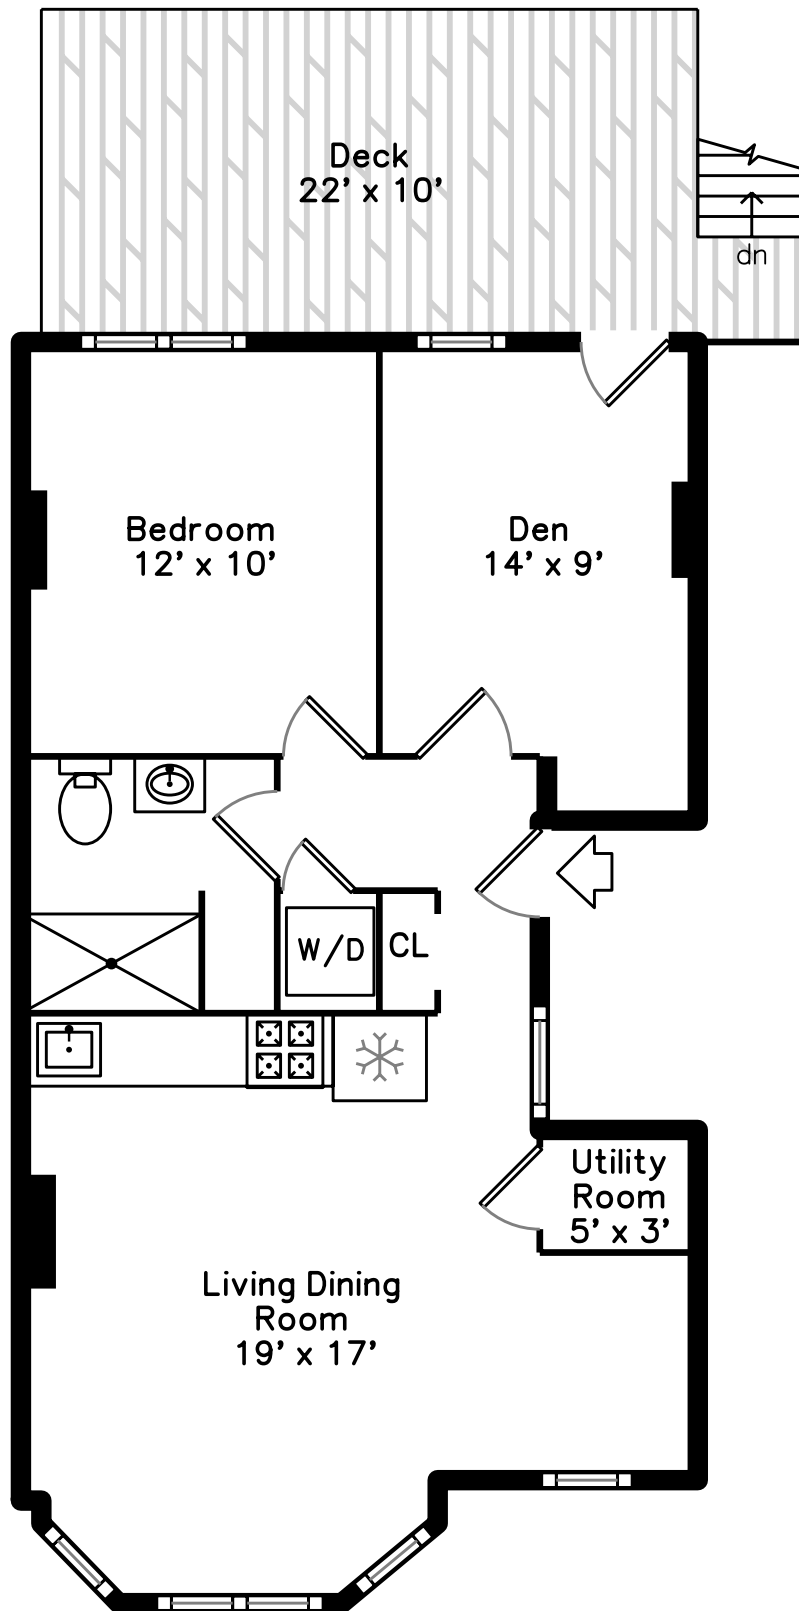 Deck
22' x 10'
dn
Bedroom
12' x 10'
Den
14' x 9'
W/D
CL
Utility
Room
5' x 3'
Living Dining
Room
19' x 17'